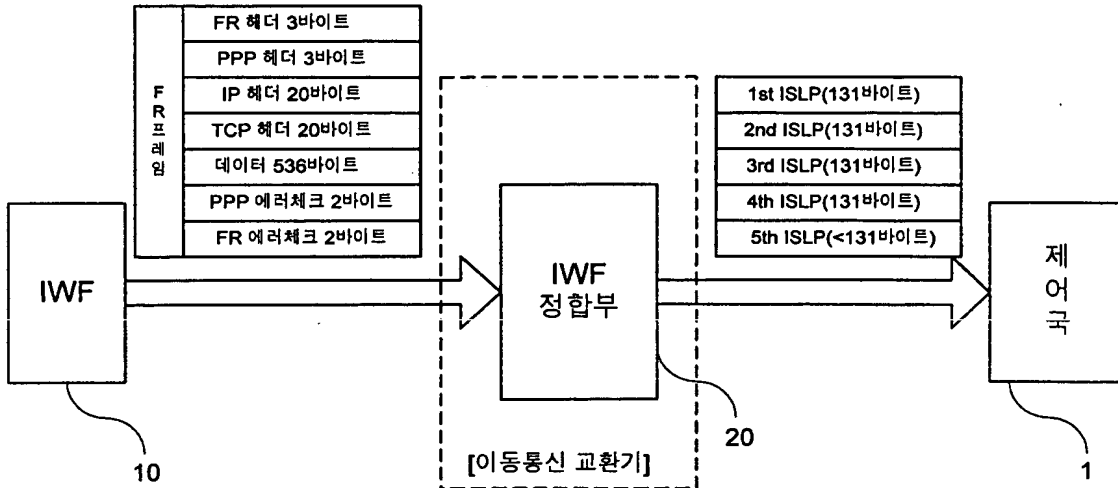 FR프레임
FR 헤더 3바이트
PPP 헤더 3바이트
IP 헤더 20바이트
TCP 헤더 20바이트
데이터 536바이트
PPP 에러체크 2바이트
FR 에러체크 2바이트
1st ISLP(131바이트)
2nd ISLP(131바이트)
3rd ISLP(131바이트)
4th ISLP(131바이트)
5th ISLP(<131바이트)
IWF
IWF
정합부
제어국
10
20
1
[이동통신 교환기]